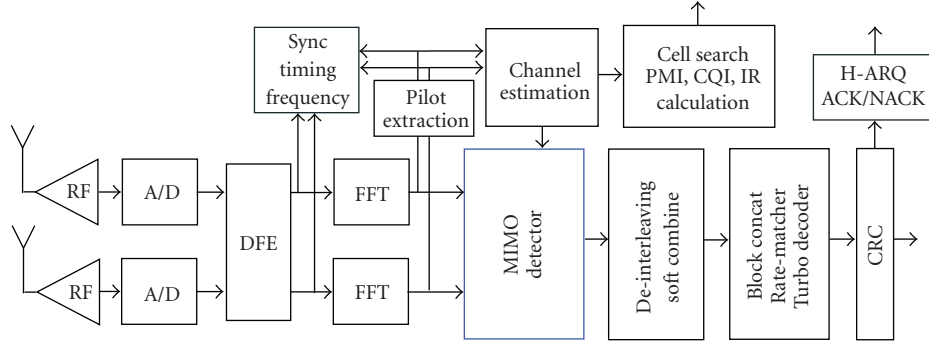 Sync
timing
frequency
Pilot
extraction
Channel
estimation
Cell search
PMI, CQI, IR
calculation
H-ARQ
ACK/NACK
RF
A/D
DFE
FFT
MIMO
detector
De-interleaving
soft combine
Block concat
Rate-matcher
Turbo decoder
CRC
RF
A/D
FFT